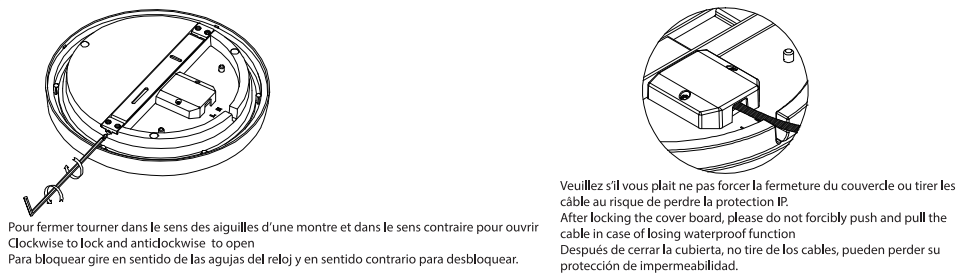 Pour fermer tourner dans le sens des aiguilles d'une montre et dans le sens contraire pour ouvrir
Clockwise to lock and anticlockwise to open
Para bloquear gire en sentido de las agujas del reloj y en sentido contrario para desbloquear.
Veuillez s'il vous plait ne pas forcer la fermeture du couvercle ou tirer les
câble au risque de perdre la protection IP.
After locking the cover board, please do not forcibly push and pull the
cable in case of losing waterproof function
Después de cerrar la cubierta, no tire de los cables, pueden perder su
protección de impermeabilidad.